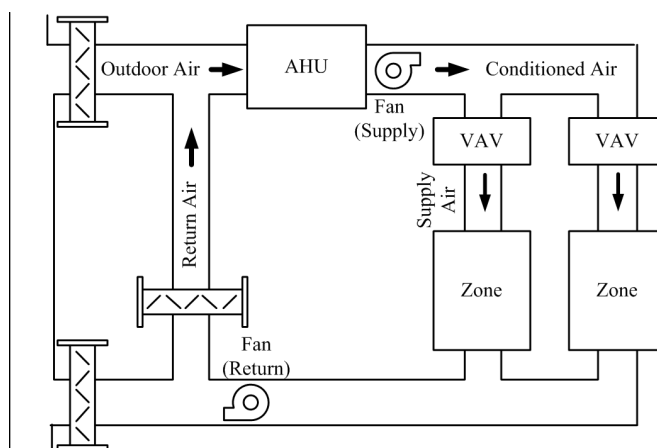 Outdoor Air
AHU
Conditioned Air
Fan
(Supply)
VAV
VAV
Return Air
Supply
Air
Zone
Zone
Fan
(Return)